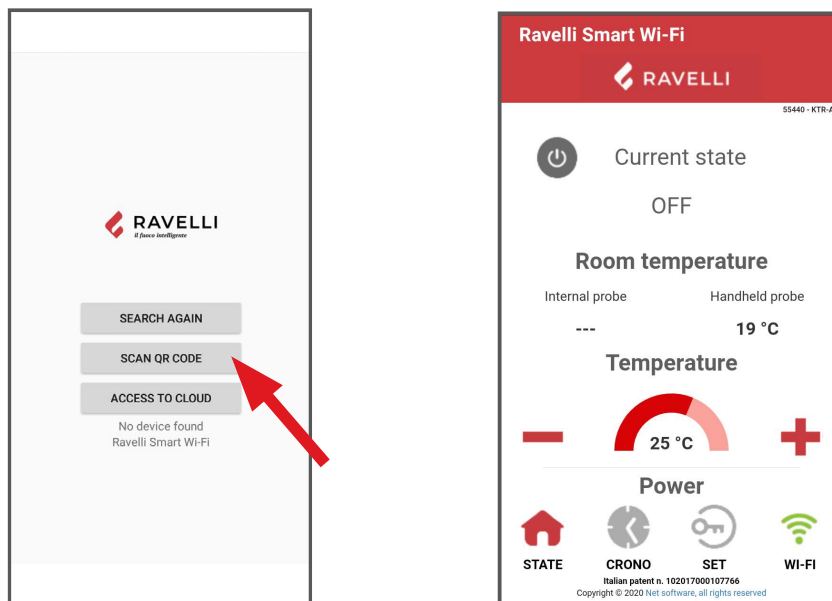 RAVELLI
il fuoco intelligente
SEARCH AGAIN
SCAN QR CODE
ACCESS TO CLOUD
No device found
Ravelli Smart Wi-Fi
Ravelli Smart Wi-Fi
RAVELLI
55440 - KTR-A
Current state
OFF
Room temperature
Internal probe Handheld probe
--- 19 °C
Temperature
25 °C
Power
STATE CRONO SET WI-FI
Italian patent n. 102017000107766
Copyright © 2020 Net software, all rights reserved